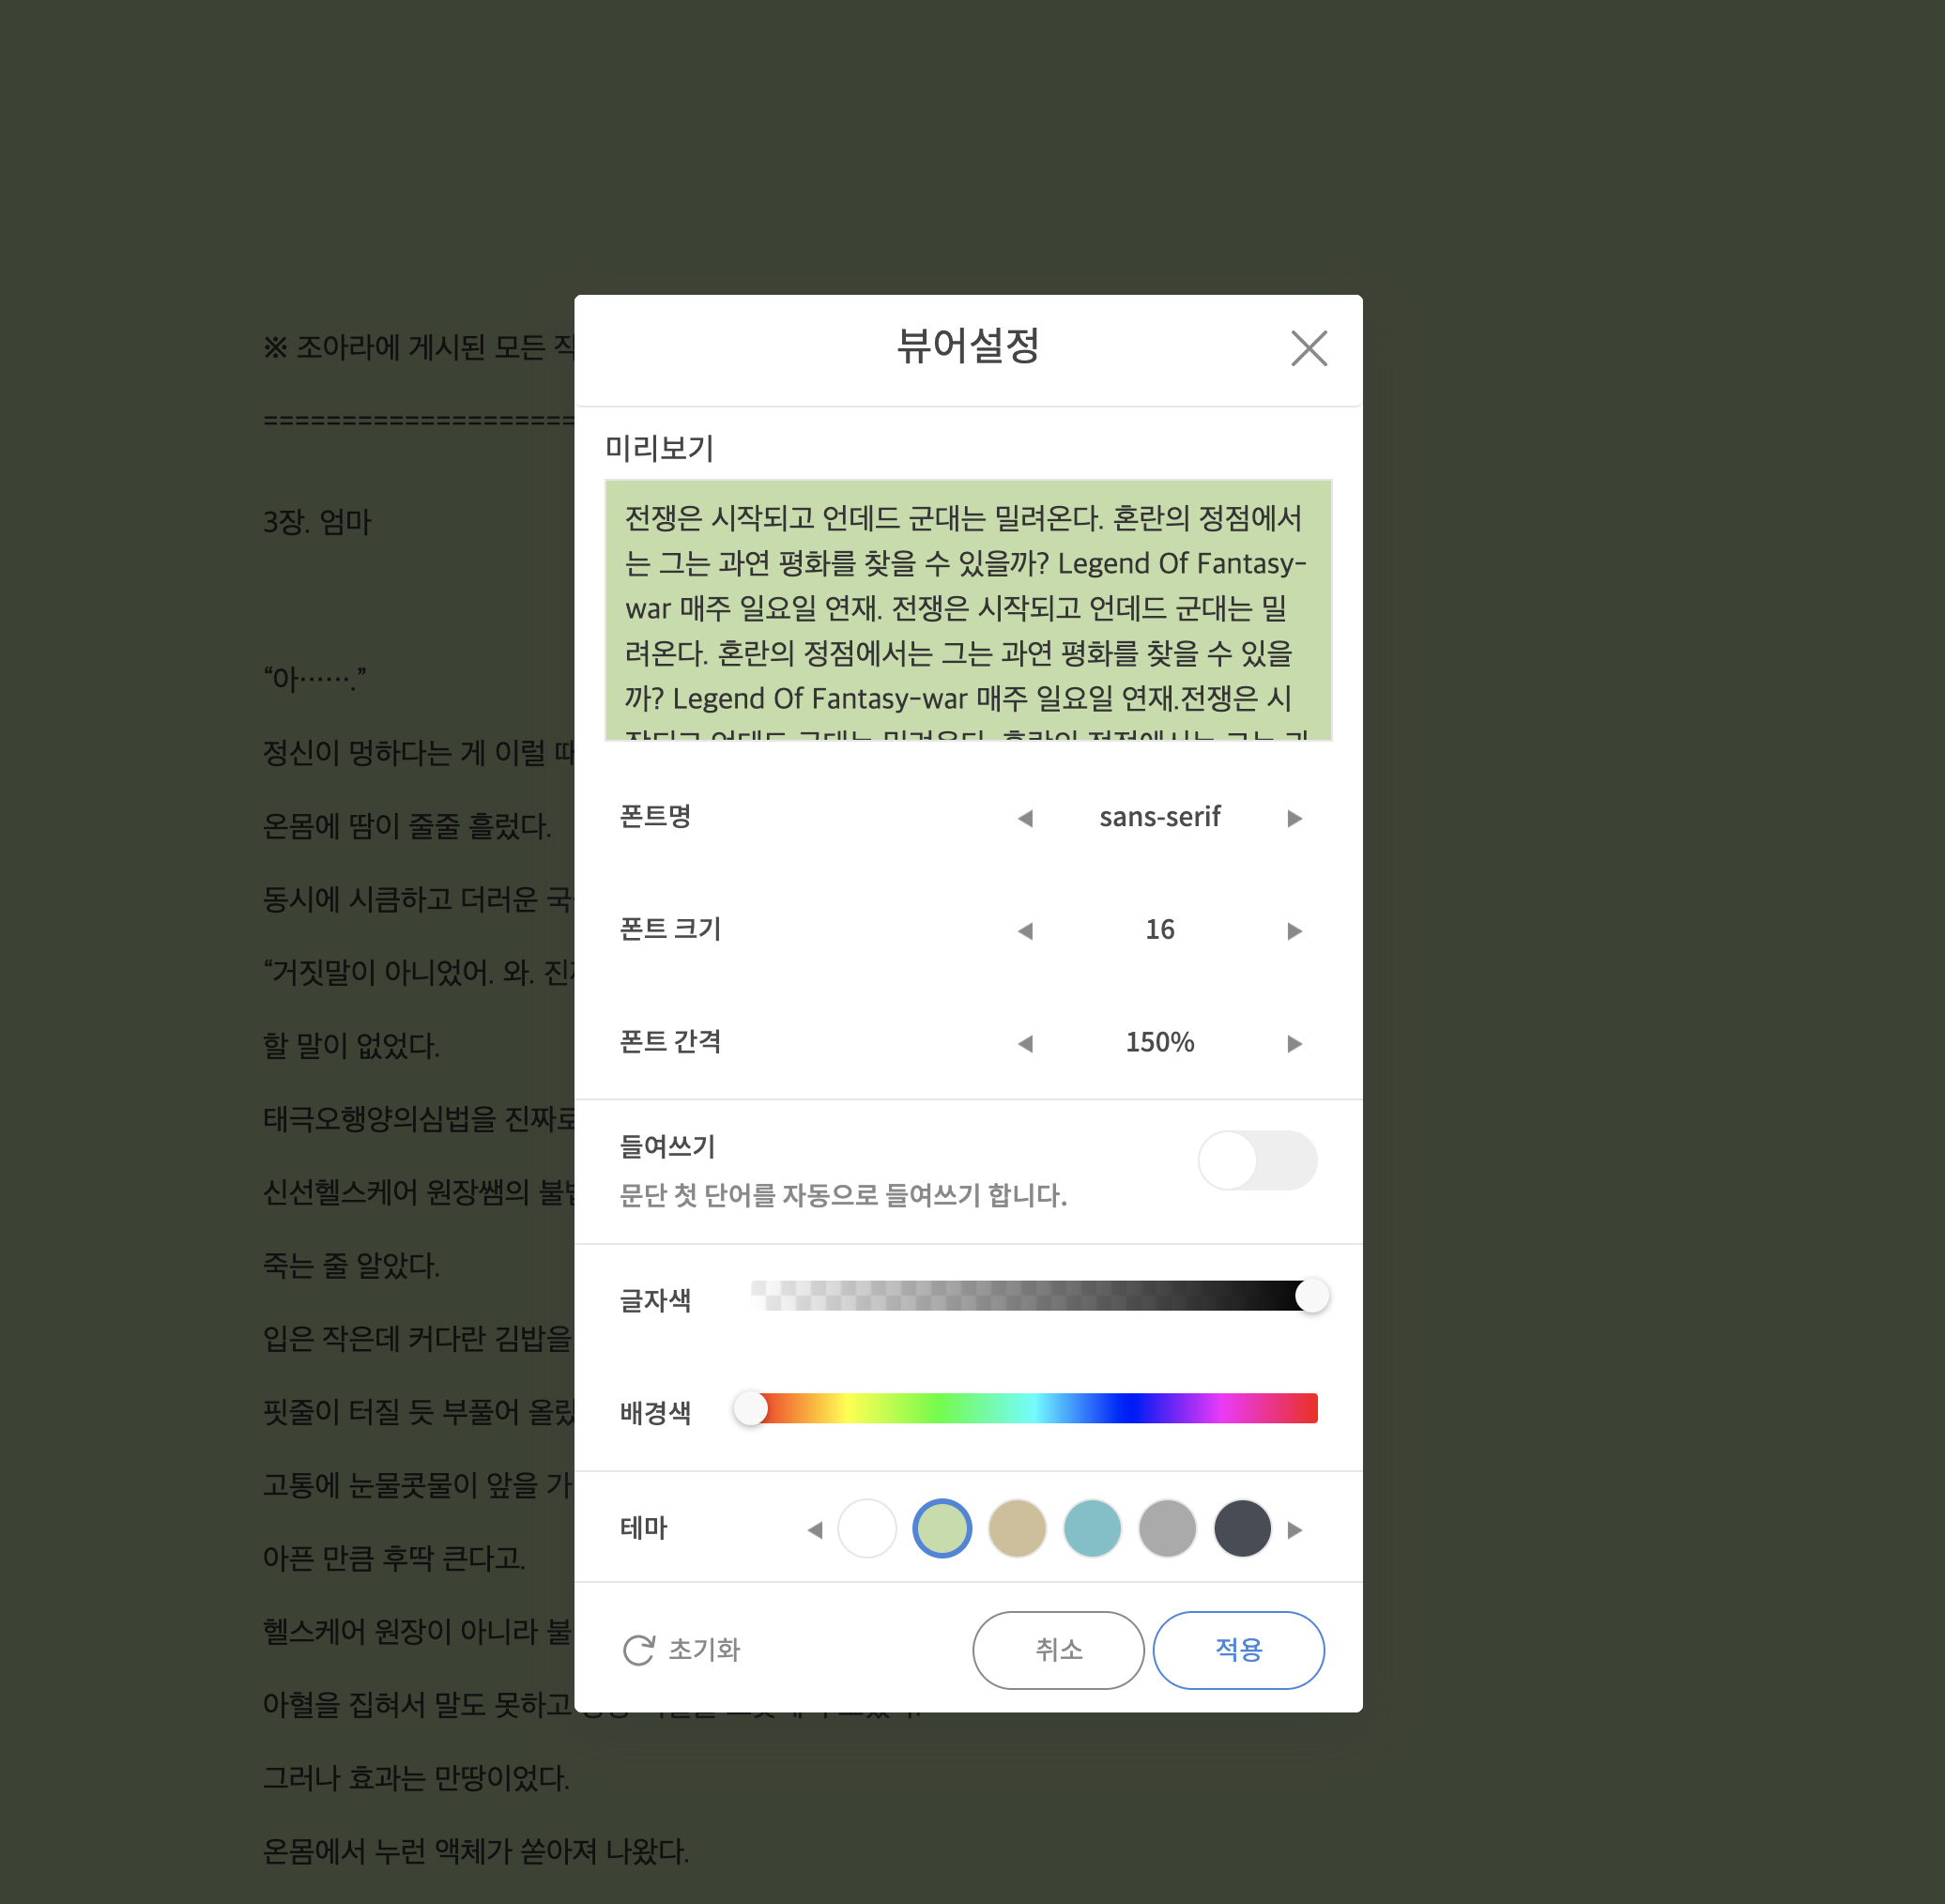 ※ 조아라에 게시된 모든
====================
3장. 엄마
“아…….”
정신이 멍하다는 게 이럴
온몸에 땀이 줄줄 흘렀다.
동시에 시큼하고 더러운
“거짓말이 아니었어. 와.
할 말이 없었다.
태극오행양의심법을 진짜로
신선헬스케어 원장쌤의
죽는 줄 알았다.
입은 작은데 커다란 김밥을
핏줄이 터질 듯 부풀어
고통에 눈물콧물이 앞을
아픈 만큼 후딱 큰다고.
헬스케어 원장이 아니라
아혈을 집혀서 말도 못하고
그러나 효과는 만땅이었다.
온몸에서 누런 액체가 쏟아져 나왔다.
뷰어설정
미리보기
전쟁은 시작되고 언데드 군대는 밀려온다. 혼란의 정점에서
는 그는 과연 평화를 찾을 수 있을까? Legend Of Fantasy-
war 매주 일요일 연재. 전쟁은 시작되고 언데드 군대는 밀
려온다. 혼란의 정점에서는 그는 과연 평화를 찾을 수 있을
까? Legend Of Fantasy-war 매주 일요일 연재.전쟁은 시
폰트명 ◀ sans-serif ▶
폰트 크기 ◀ 16 ▶
폰트 간격 ◀ 150% ▶
들여쓰기
문단 첫 단어를 자동으로 들여쓰기 합니다.
글자색
배경색
테마 ◀ ▶
초기화 취소 적용